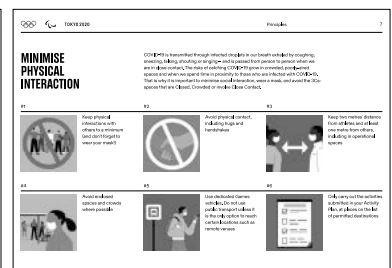 TOKYO 2020
Principles
7
MINIMISE
PHYSICAL
INTERACTION
COVID-19 is transmitted through infected droplets in our breath exhaled by coughing,
sneezing, talking, shouting or singing – and is passed from person to person when we
are in close contact. The risks of catching COVID-19 grow in crowded, poorly-aired
spaces and when we spend time in proximity to those who are infected with COVID-19.
That is why it is important to minimise social interaction, wear a mask, and avoid the 3Cs:
spaces that are Closed, Crowded or involve Close Contact.
#1
Keep physical
interactions with
others to a minimum
(and don't forget to
wear your mask!)
#2
Avoid physical contact,
including hugs and
handshakes
#3
Keep two metres' distance
from athletes and at least
one metre from others,
including in operational
spaces
#4
Avoid enclosed
spaces and crowds
where possible
#5
Use dedicated Games
vehicles. Do not use
public transport unless it
is the only option to reach
certain locations such as
remote venues
#6
Only carry out the activities
submitted in your Activity
Plan, at places on the list
of permitted destinations